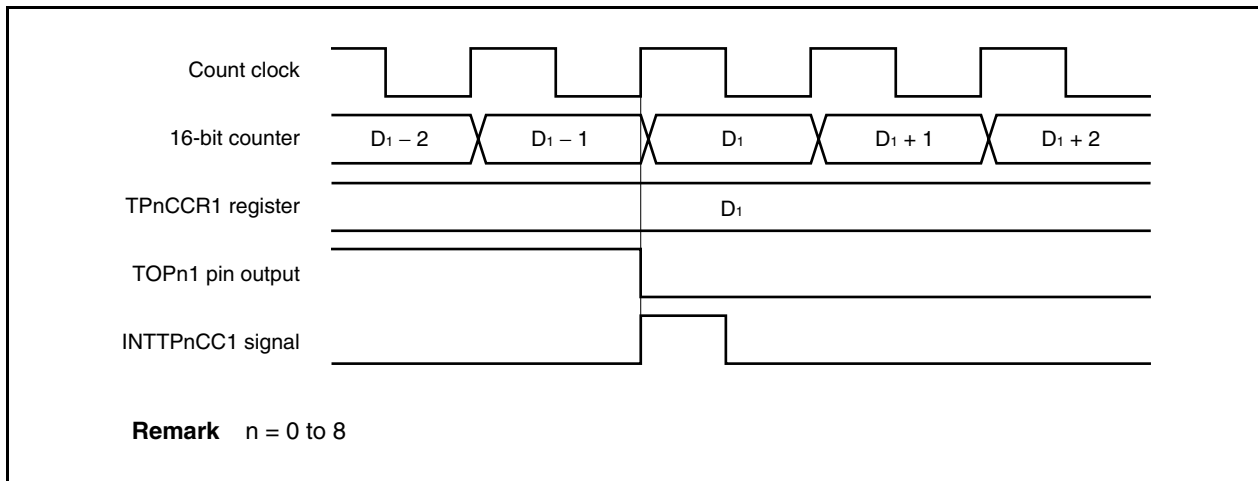 Count clock
16-bit counter
D₁ − 2
D₁ − 1
D₁
D₁ + 1
D₁ + 2
TPnCCR1 register
D₁
TOPn1 pin output
INTTPnCC1 signal
Remark n = 0 to 8